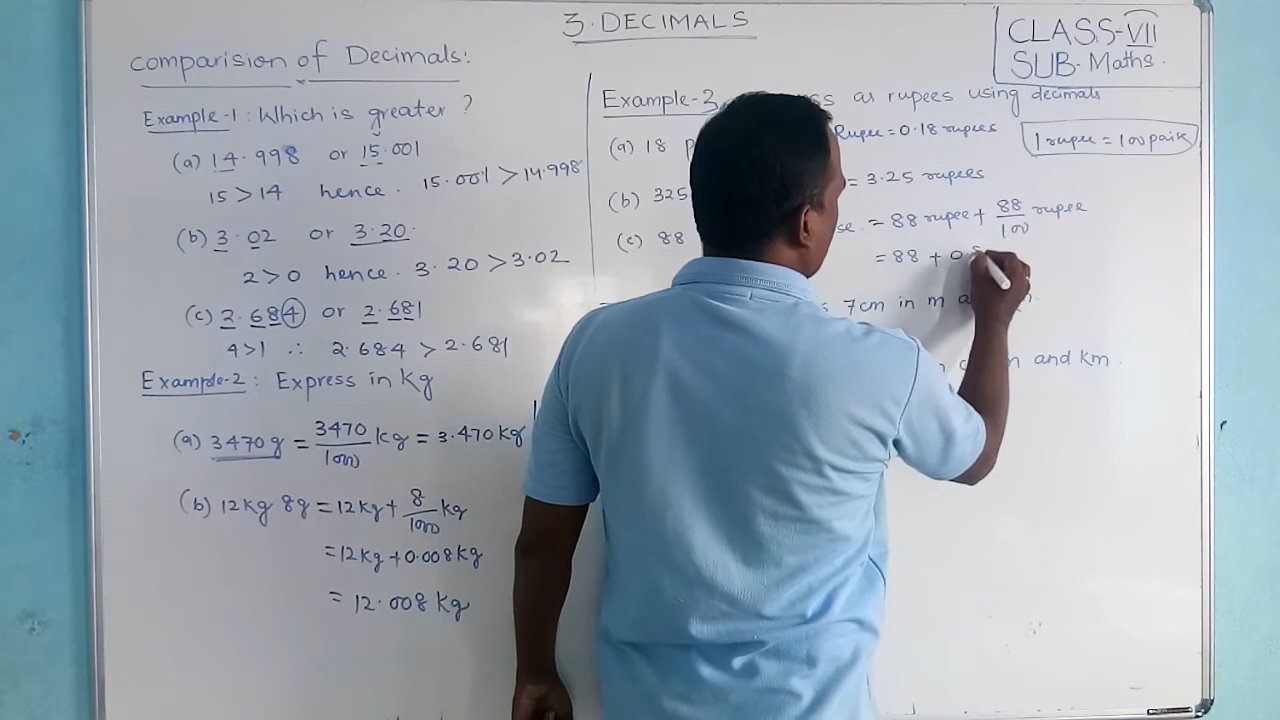 3. DECIMALS
CLASS-VII
SUB- Maths.
comparision of Decimals:
Example-1: Which is greater ?
(a) 14.998 or 15.001
15 > 14 hence. 15.001 > 14.998
(b) 3.02 or 3.20.
2 > 0 hence. 3.20 > 3.02
(c) 2.684 or 2.681
4>1 ∴ 2.684 > 2.681
Example-2: Express in Kg
(a) 3470 g = 3470/1000 kg = 3.470 kg
(b) 12 kg 8g = 12 kg + 8/1000 kg
= 12 kg + 0.008 kg
= 12.008 kg
Example-3 as rupees using decimals
(a) 18 Rupee = 0.18 rupees
1 rupee = 100 paise
(b) 325 = 3.25 rupees
(c) 88 = 88 rupee + 88/100 rupee
= 88 + 0.
7cm in m
and km.